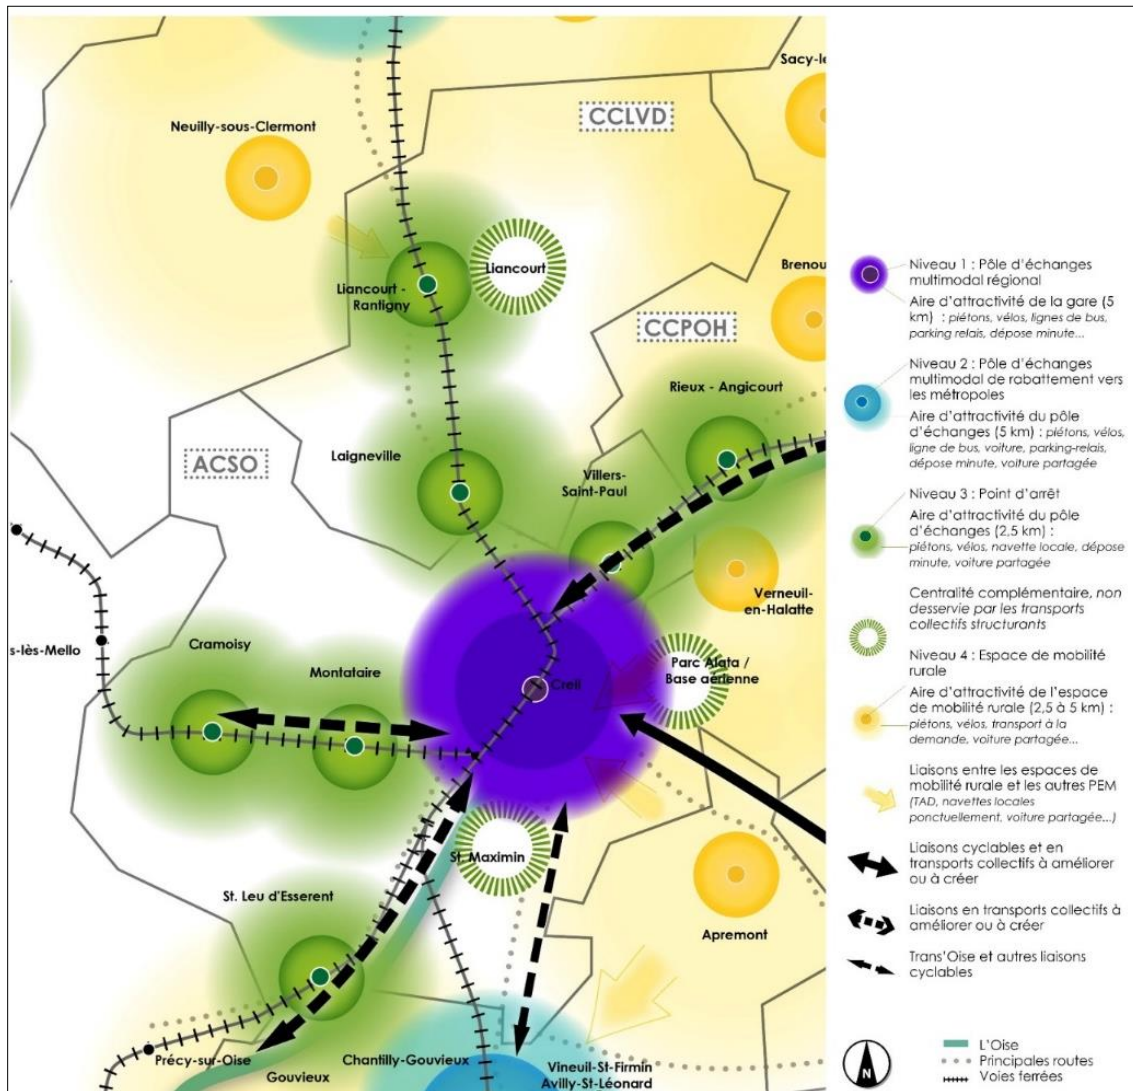 Sacy-le
CCLVD
Neuilly-sous-Clermont
Liancourt
Liancourt -
Rantigny
Brenou
CCPOH
Rieux - Angicourt
Laigneville
ACSO
Villers-
Saint-Paul
Verneuil-
en-Halatte
s-lès-Mello
Cramoisy
Montataire
Parc Alata /
Base aérienne
Creil
St. Maximin
St. Leu d'Esserent
Apremont
Précy-sur-Oise
Gouvieux
Chantilly-Gouvieux
Vineuil-St-Firmin
Avilly-St-Léonard
Niveau 1 : Pôle d'échanges
multimodal régional
Aire d'attractivité de la gare (5
km) : piétons, vélos, lignes de bus,
parking relais, dépose minute...
Niveau 2 : Pôle d'échanges
multimodal de rabattement vers
les métropoles
Aire d'attractivité du pôle
d'échanges (5 km) : piétons, vélos,
ligne de bus, voiture, parking-relais,
dépose minute, voiture partagée
Niveau 3 : Point d'arrêt
Aire d'attractivité du pôle
d'échanges (2,5 km) :
piétons, vélos, navette locale, dépose
minute, voiture partagée
Centralité complémentaire, non
desservie par les transports
collectifs structurants
Niveau 4 : Espace de mobilité
rurale
Aire d'attractivité de l'espace
de mobilité rurale (2,5 à 5 km) :
piétons, vélos, transport à la
demande, voiture partagée...
Liaisons entre les espaces de
mobilité rurale et les autres PEM
(TAD, navettes locales
ponctuellement, voiture partagée...)
Liaisons cyclables et en
transports collectifs à améliorer
ou à créer
Liaisons en transports collectifs à
améliorer ou à créer
Trans'Oise et autres liaisons
cyclables
N
L'Oise
Principales routes
Voies ferrées